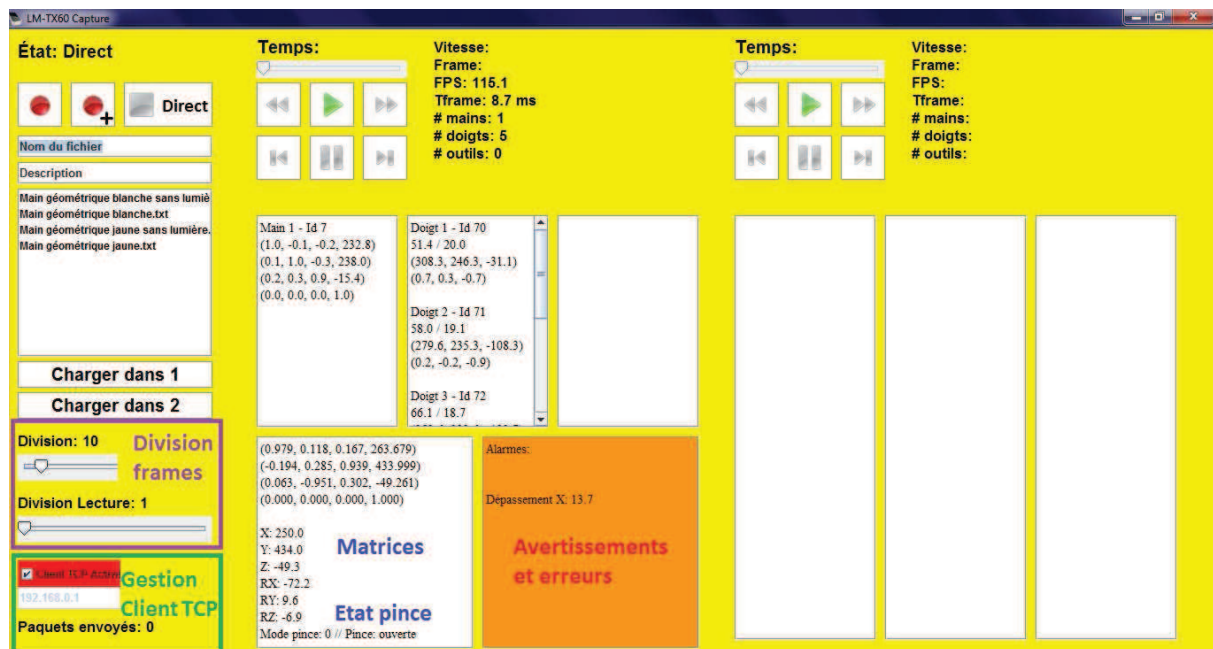 LM-TX60 Capture
État: Direct
Direct
Nom du fichier
Description
Main géométrique blanche sans lumiè
Main géométrique blanche.txt
Main géométrique jaune sans lumière.
Main géométrique jaune.txt
Charger dans 1
Charger dans 2
Division: 10
Division frames
Division Lecture: 1
Client TCP
192.168.0.1
Gestion
Client TCP
Paquets envoyés: 0
Temps:
Vitesse:
Frame:
FPS: 115.1
Tframe: 8.7 ms
# mains: 1
# doigts: 5
# outils: 0
Main 1 - Id 7
(1.0, -0.1, -0.2, 232.8)
(0.1, 1.0, -0.3, 238.0)
(0.2, 0.3, 0.9, -15.4)
(0.0, 0.0, 0.0, 1.0)
Doigt 1 - Id 70
51.4 / 20.0
(308.3, 246.3, -31.1)
(0.7, 0.3, -0.7)
Doigt 2 - Id 71
58.0 / 19.1
(279.6, 235.3, -108.3)
(0.2, -0.2, -0.9)
Doigt 3 - Id 72
66.1 / 18.7
(0.979, 0.118, 0.167, 263.679)
(-0.194, 0.285, 0.939, 433.999)
(0.063, -0.951, 0.302, -49.261)
(0.000, 0.000, 0.000, 1.000)
X: 250.0
Y: 434.0
Z: -49.3
RX: -72.2
RY: 9.6
RZ: -6.9
Mode pince: 0 // Pince: ouverte
Matrices
Etat pince
Alarmes:
Dépassement X: 13.7
Avertissements
et erreurs
Temps:
Vitesse:
Frame:
FPS:
Tframe:
# mains:
# doigts:
# outils: